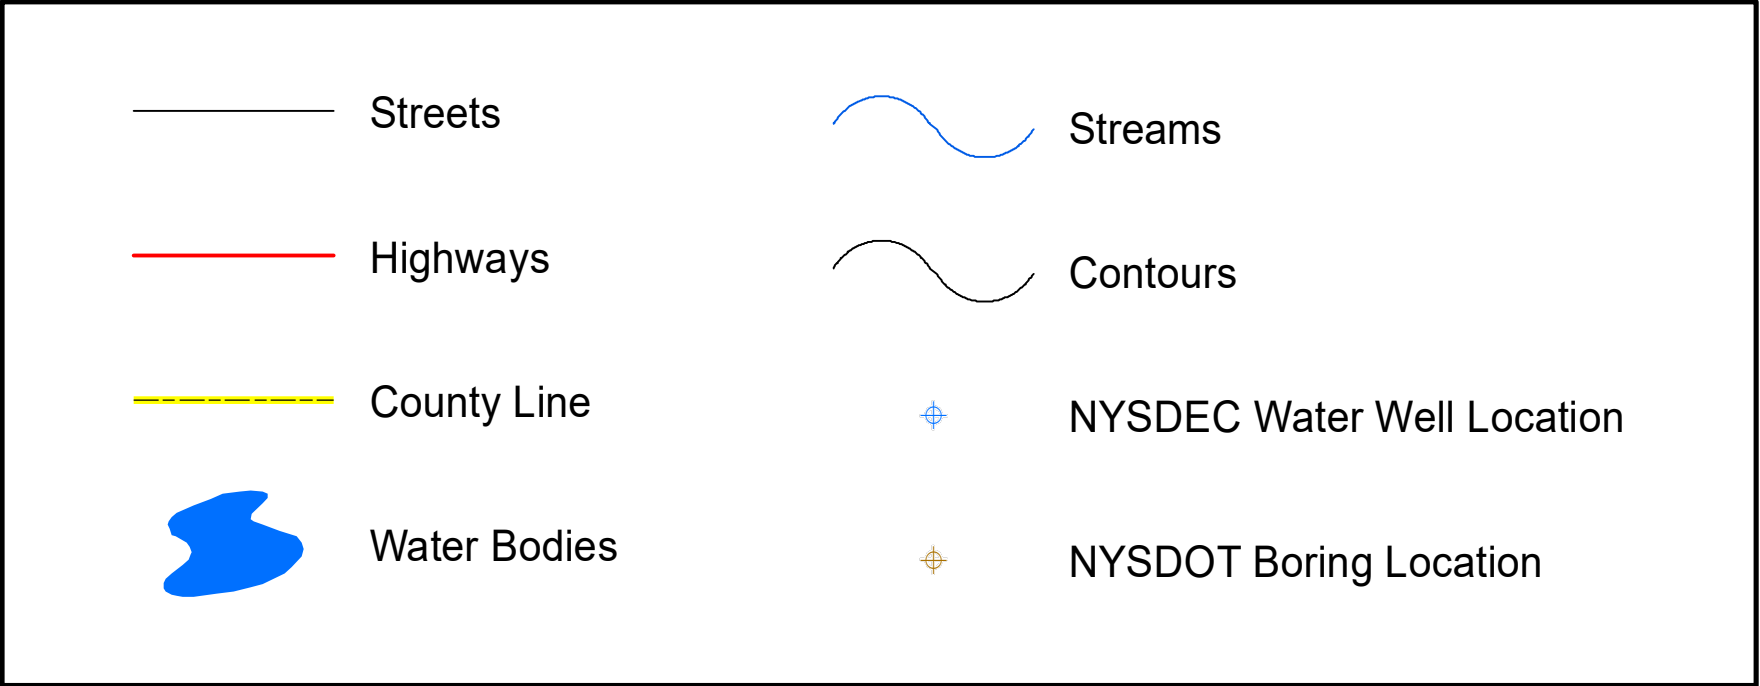 Streets
Highways
County Line
Water Bodies
Streams
Contours
NYSDEC Water Well Location
NYSDOT Boring Location